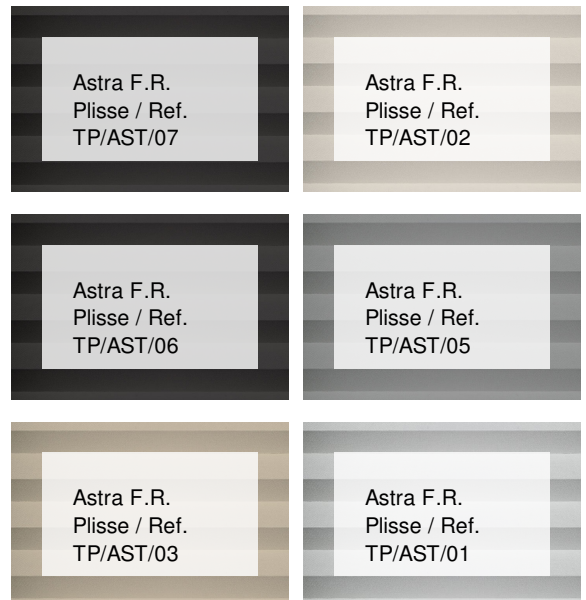 Astra F.R.
Plisse / Ref.
TP/AST/07
Astra F.R.
Plisse / Ref.
TP/AST/02
Astra F.R.
Plisse / Ref.
TP/AST/06
Astra F.R.
Plisse / Ref.
TP/AST/05
Astra F.R.
Plisse / Ref.
TP/AST/03
Astra F.R.
Plisse / Ref.
TP/AST/01